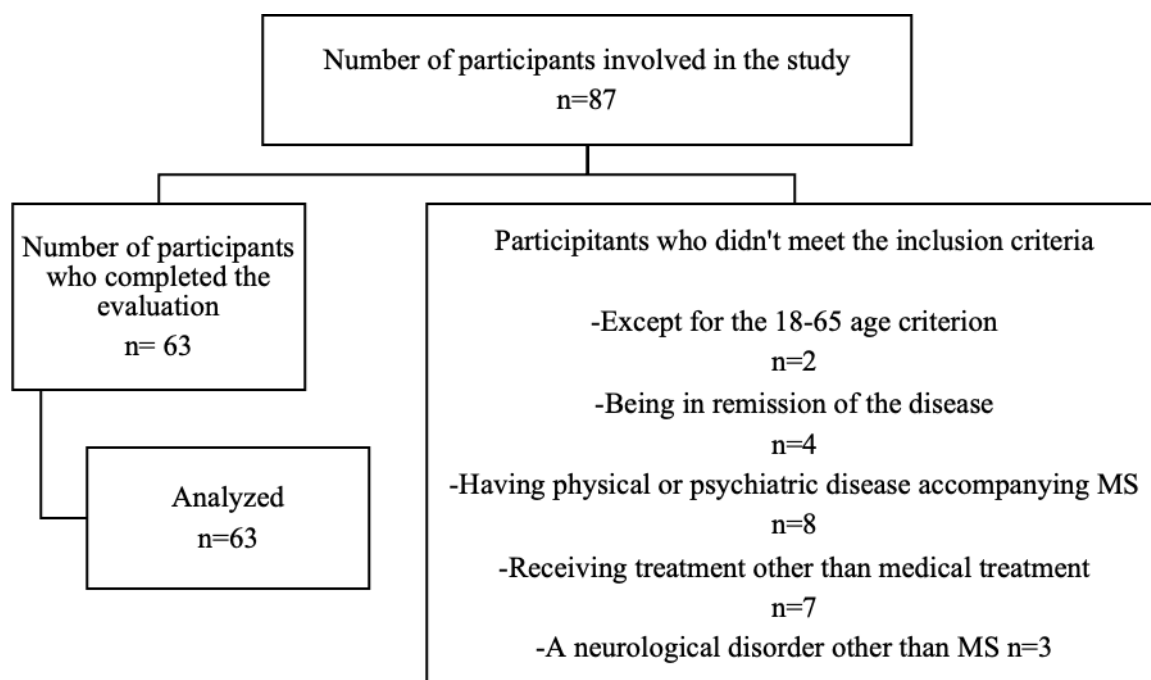 Number of participants involved in the study
n=87
Number of participants
who completed the
evaluation
n= 63
Analyzed
n=63
Participitants who didn't meet the inclusion criteria
-Except for the 18-65 age criterion
n=2
-Being in remission of the disease
n=4
-Having physical or psychiatric disease accompanying MS
n=8
-Receiving treatment other than medical treatment
n=7
-A neurological disorder other than MS n=3